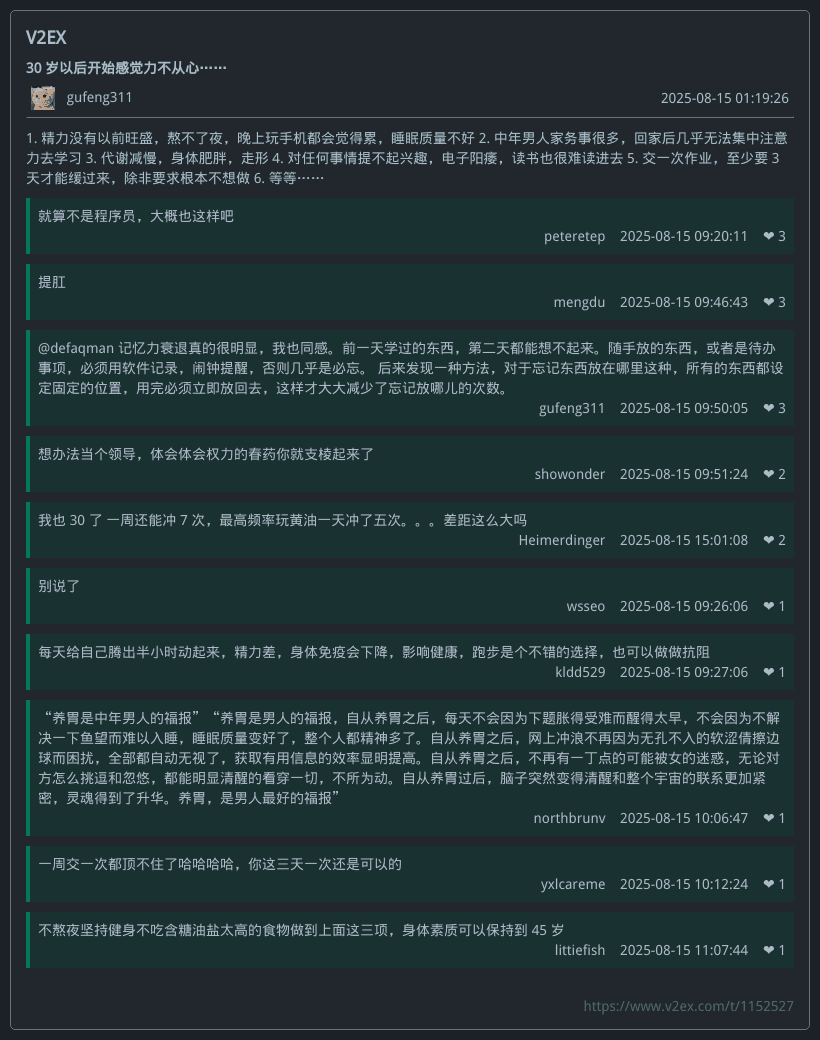 V2EX
30 岁以后开始感觉力不从心……
gufeng311 2025-08-15 01:19:26
1. 精力没有以前旺盛，熬不了夜，晚上玩手机都会觉得累，睡眠质量不好 2. 中年男人家务事很多，回家后几乎无法集中注意
力去学习 3. 代谢减慢，身体肥胖，走形 4. 对任何事情提不起兴趣，电子阳痿，读书也很难读进去 5. 交一次作业，至少要 3
天才能缓过来，除非要求根本不想做 6. 等等……
就算不是程序员，大概也这样吧
peteretep 2025-08-15 09:20:11 ❤ 3
提肛
mengdu 2025-08-15 09:46:43 ❤ 3
@defaqman 记忆力衰退真的很明显，我也同感。前一天学过的东西，第二天都能想不起来。随手放的东西，或者是待办
事项，必须用软件记录，闹钟提醒，否则几乎是必忘。 后来发现一种方法，对于忘记东西放在哪里这种，所有的东西都设
定固定的位置，用完必须立即放回去，这样才大大减少了忘记放哪儿的次数。
gufeng311 2025-08-15 09:50:05 ❤ 3
想办法当个领导，体会体会权力的春药你就支棱起来了
showonder 2025-08-15 09:51:24 ❤ 2
我也 30 了 一周还能冲 7 次，最高频率玩黄油一天冲了五次。。。差距这么大吗
Heimerdinger 2025-08-15 15:01:08 ❤ 2
别说了
wsseo 2025-08-15 09:26:06 ❤ 1
每天给自己腾出半小时动起来，精力差，身体免疫会下降，影响健康，跑步是个不错的选择，也可以做做抗阻
kldd529 2025-08-15 09:27:06 ❤ 1
“养胃是中年男人的福报”“养胃是男人的福报，自从养胃之后，每天不会因为下题胀得受难而醒得太早，不会因为不解
决一下鱼望而难以入睡，睡眠质量变好了，整个人都精神多了。自从养胃之后，网上冲浪不再因为无孔不入的软涩情擦边
球而困扰，全部都自动无视了，获取有用信息的效率显明提高。自从养胃之后，不再有一丁点的可能被女的迷惑，无论对
方怎么挑逗和忽悠，都能明显清醒的看穿一切，不所为动。自从养胃过后，脑子突然变得清醒和整个宇宙的联系更加紧
密，灵魂得到了升华。养胃，是男人最好的福报”
northbrunv 2025-08-15 10:06:47 ❤ 1
一周交一次都顶不住了哈哈哈哈，你这三天一次还是可以的
yxlcareme 2025-08-15 10:12:24 ❤ 1
不熬夜坚持健身不吃含糖油盐太高的食物做到上面这三项，身体素质可以保持到 45 岁
littiefish 2025-08-15 11:07:44 ❤ 1
https://www.v2ex.com/t/1152527